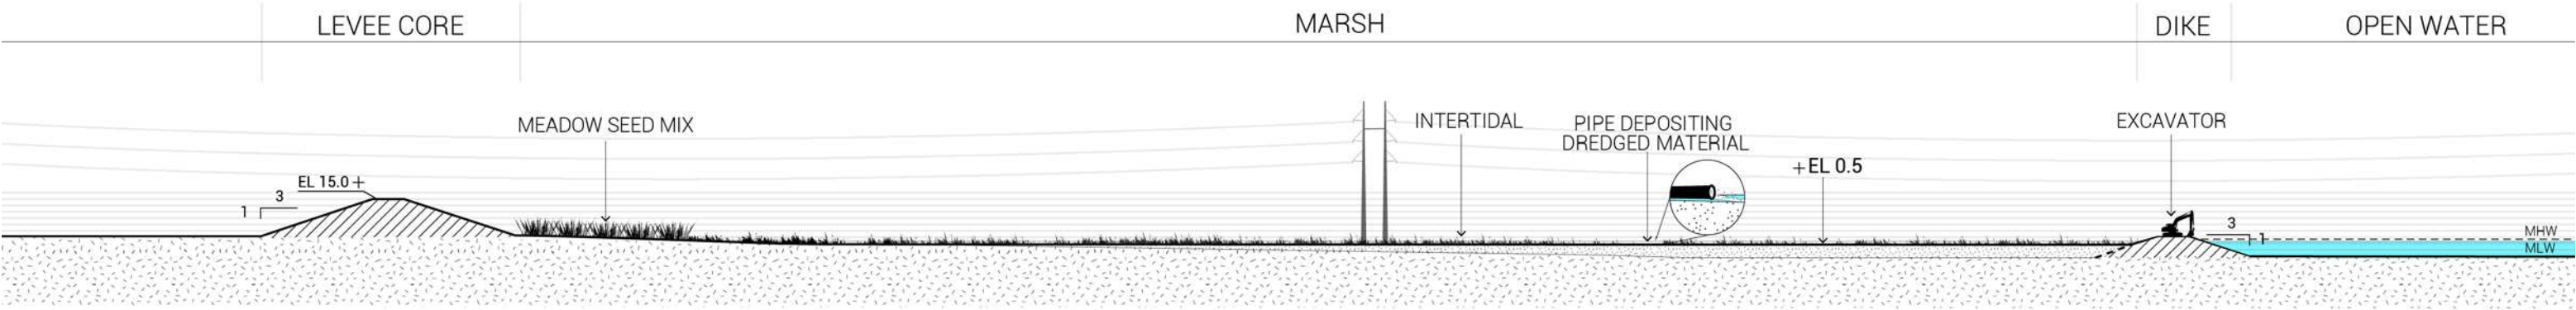 LEVEE CORE
MARSH
DIKE
OPEN WATER
MEADOW SEED MIX
INTERTIDAL
PIPE DEPOSITING
DREDGED MATERIAL
EXCAVATOR
+EL 0.5
EL 15.0+
3
1
3
1
MHW
MLW